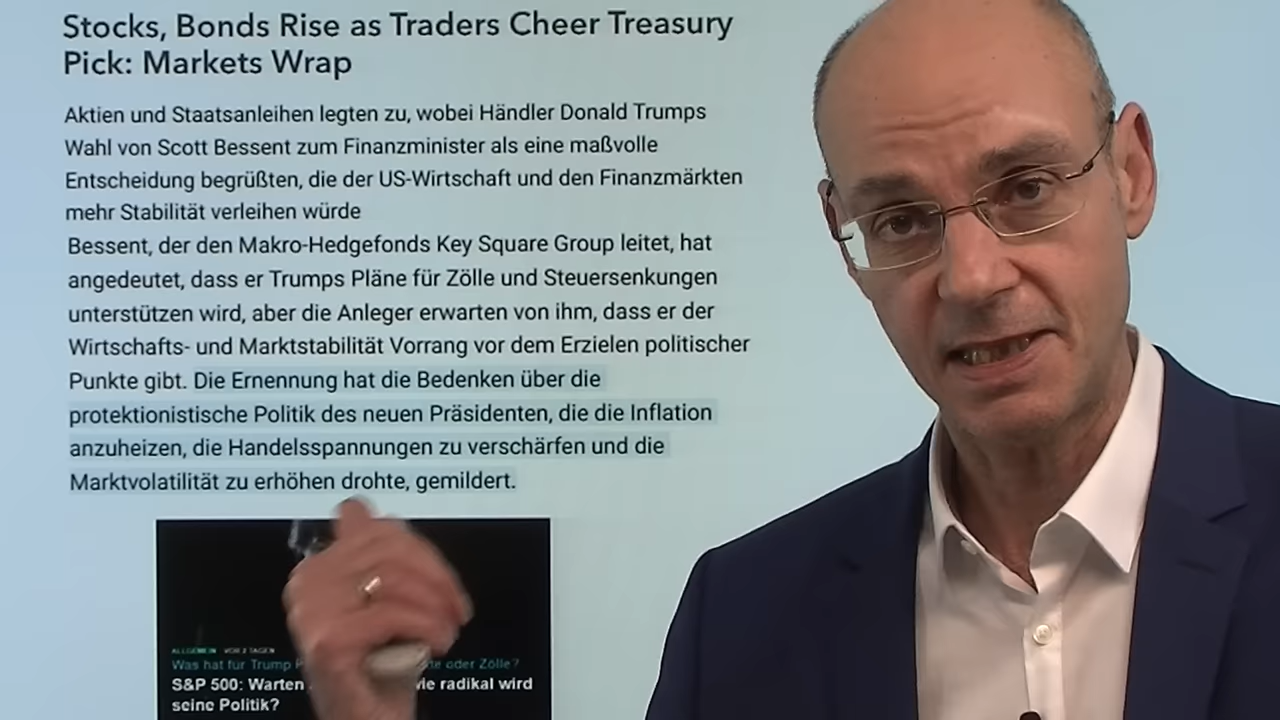 Stocks, Bonds Rise as Traders Cheer Treasury
Pick: Markets Wrap
Aktien und Staatsanleihen legten zu, wobei Händler Donald Trumps
Wahl von Scott Bessent zum Finanzminister als eine maßvolle
Entscheidung begrüßten, die der US-Wirtschaft und den Finanzmärkten
mehr Stabilität verleihen würde
Bessent, der den Makro-Hedgefonds Key Square Group leitet, hat
angedeutet, dass er Trumps Pläne für Zölle und Steuersenkungen
unterstützen wird, aber die Anleger erwarten von ihm, dass er der
Wirtschafts- und Marktstabilität Vorrang vor dem Erzielen politischer
Punkte gibt. Die Ernennung hat die Bedenken über die
protektionistische Politik des neuen Präsidenten, die die Inflation
anzuheizen, die Handelsspannungen zu verschärfen und die
Marktvolatilität zu erhöhen drohte, gemildert.
ALLGEMEIN VOR 2 TAGEN
Was hat für Trump oder Zölle?
S&P 500: Warten radikal wird
seine Politik?